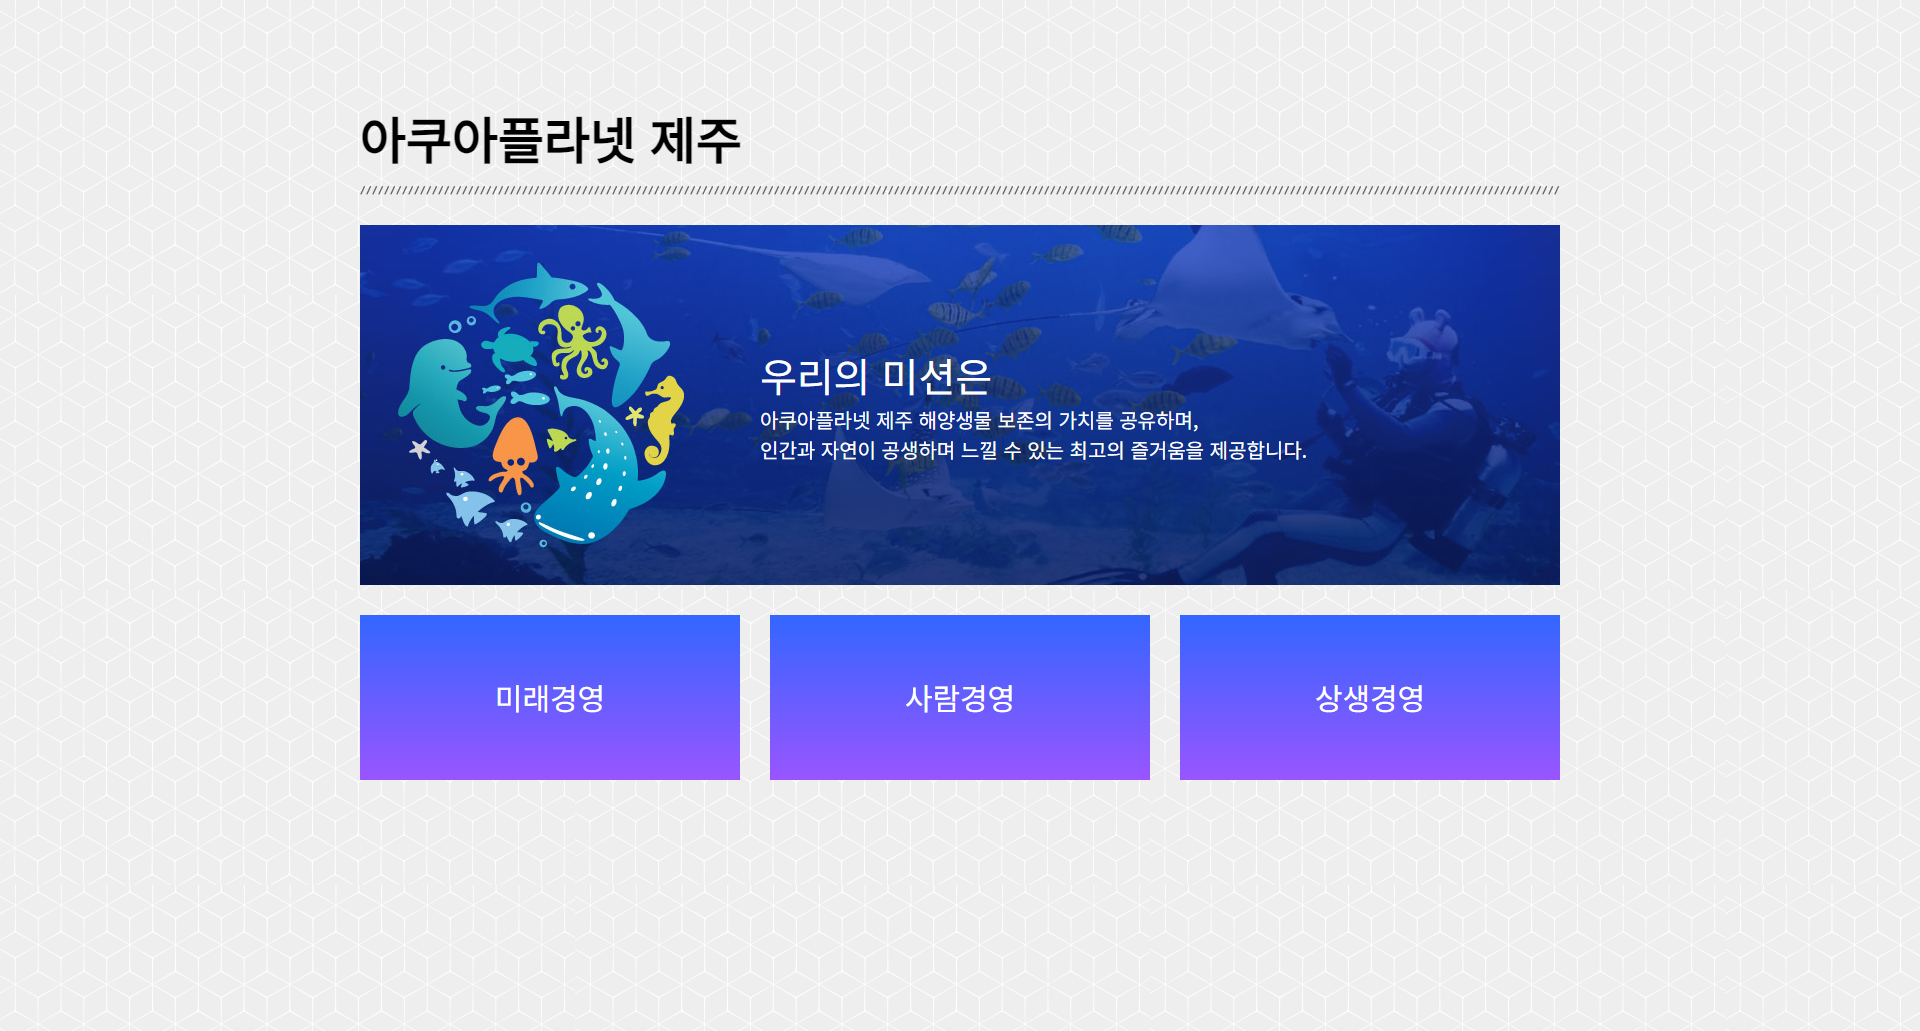 아쿠아플라넷 제주
우리의 미션은
아쿠아플라넷 제주 해양생물 보존의 가치를 공유하며,
인간과 자연이 공생하며 느낄 수 있는 최고의 즐거움을 제공합니다.
미래경영
사람경영
상생경영